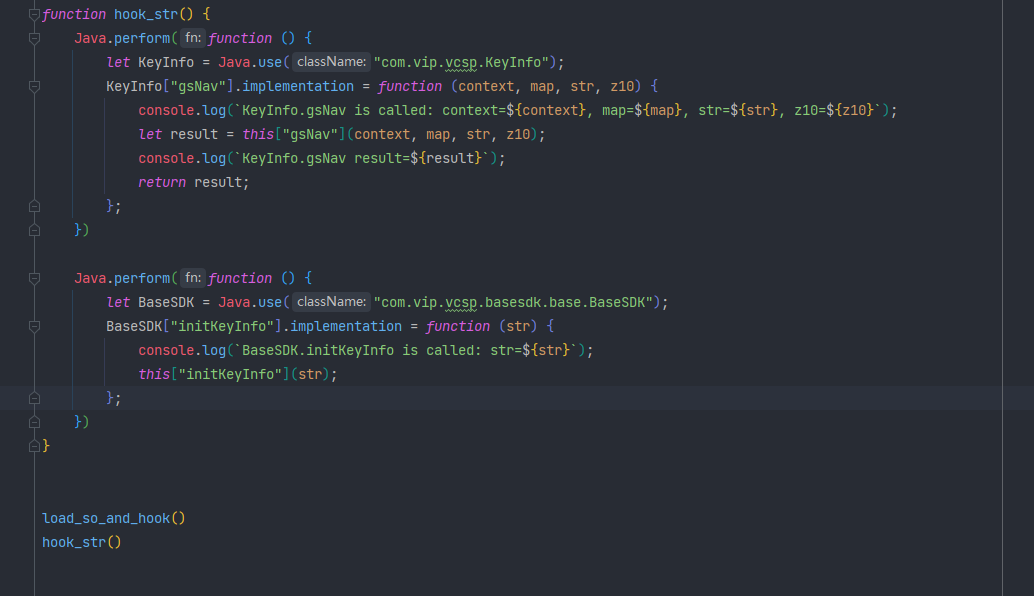 function hook_str() {
    Java.perform( fn: function () {
        let KeyInfo = Java.use( className: "com.vip.vcsp.KeyInfo");
        KeyInfo["gsNav"].implementation = function (context, map, str, z10) {
            console.log(`KeyInfo.gsNav is called: context=${context}, map=${map}, str=${str}, z10=${z10}`);
            let result = this["gsNav"](context, map, str, z10);
            console.log(`KeyInfo.gsNav result=${result}`);
            return result;
        };
    })
    Java.perform( fn: function () {
        let BaseSDK = Java.use( className: "com.vip.vcsp.basesdk.base.BaseSDK");
        BaseSDK["initKeyInfo"].implementation = function (str) {
            console.log(`BaseSDK.initKeyInfo is called: str=${str}`);
            this["initKeyInfo"](str);
        };
    })
}
load_so_and_hook()
hook_str()